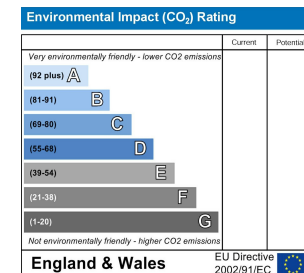 Environmental Impact (CO₂) Rating
Current Potential
Very environmentally friendly - lower CO2 emissions
(92 plus) A
(81-91) B
(69-80) C
(55-68) D
(39-54) E
(21-38) F
(1-20) G
Not environmentally friendly - higher CO2 emissions
England & Wales
EU Directive
2002/91/EC